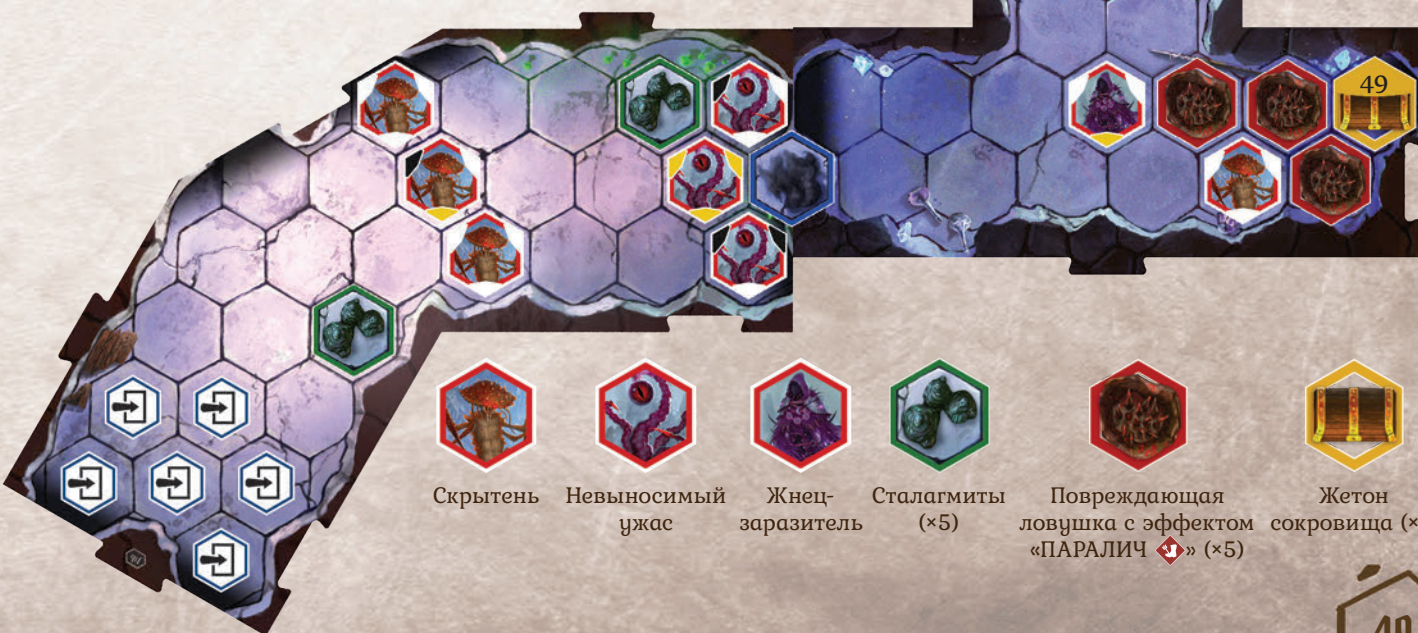 49
Скрытень
Невыносимый
ужас
Жнец-
заразитель
Сталагмиты
(×5)
Повреждающая
ловушка с эффектом
«ПАРАЛИЧ » (×5)
Жетон
сокровища (×